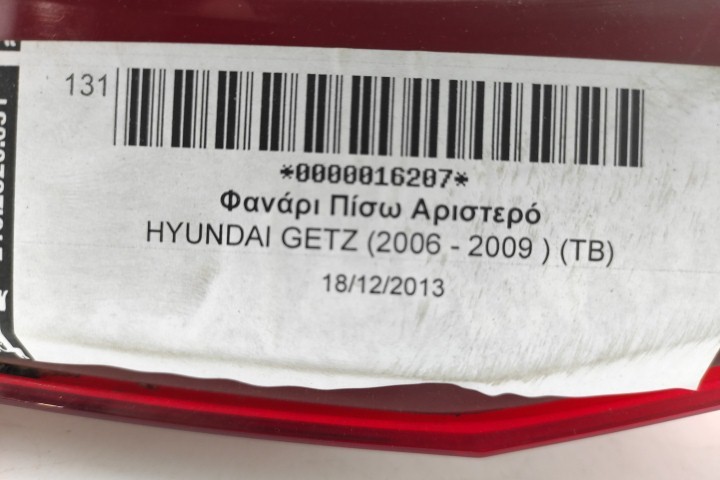 131
*0000016207*
Φανάρι Πίσω Αριστερό
HYUNDAI GETZ (2006 - 2009 ) (TB)
18/12/2013